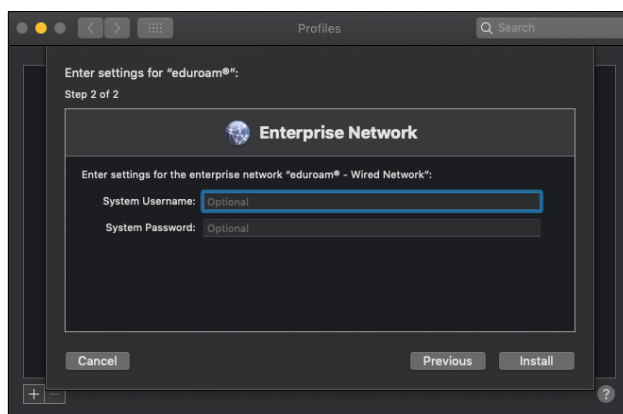 Profiles
Search
Enter settings for "eduroam®":
Step 2 of 2
Enterprise Network
Enter settings for the enterprise network "eduroam® - Wired Network":
System Username: Optional
System Password: Optional
Cancel
Previous
Install
+
−
?